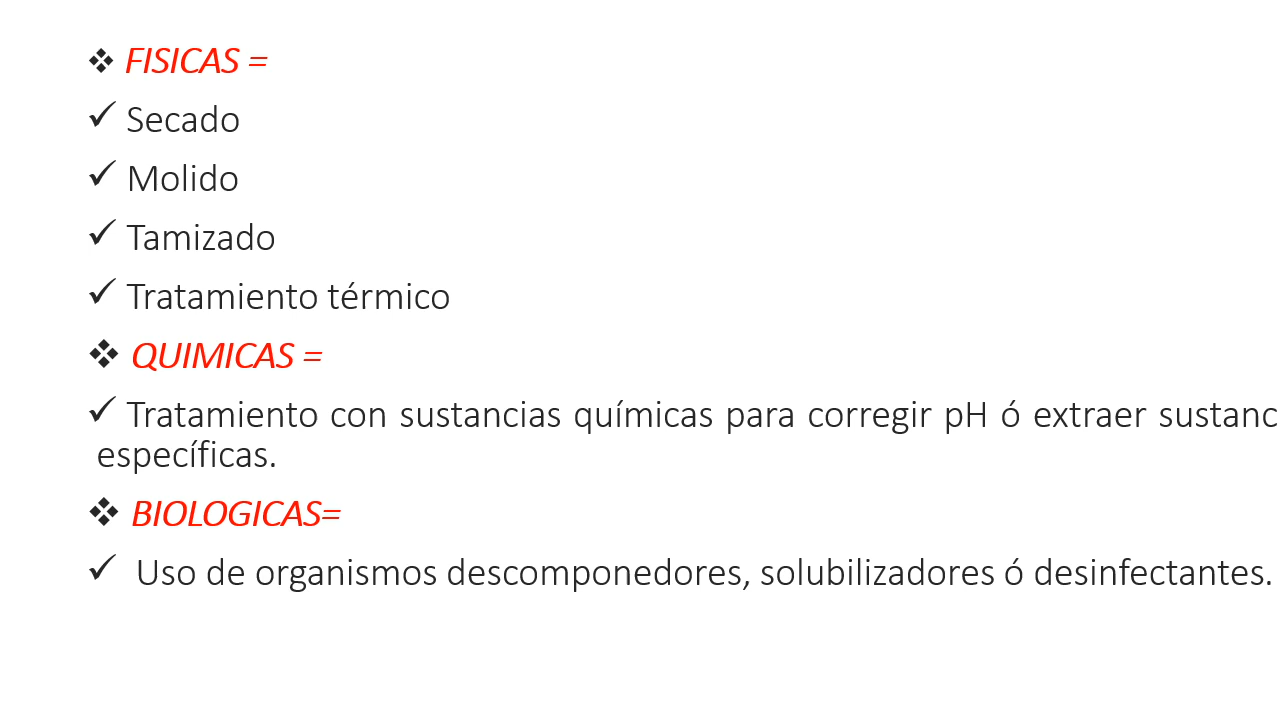 ❖ FISICAS =
✓ Secado
✓ Molido
✓ Tamizado
✓ Tratamiento térmico
❖ QUIMICAS =
✓ Tratamiento con sustancias químicas para corregir pH ó extraer sustanc
específicas.
❖ BIOLOGICAS=
✓ Uso de organismos descomponedores, solubilizadores ó desinfectantes.